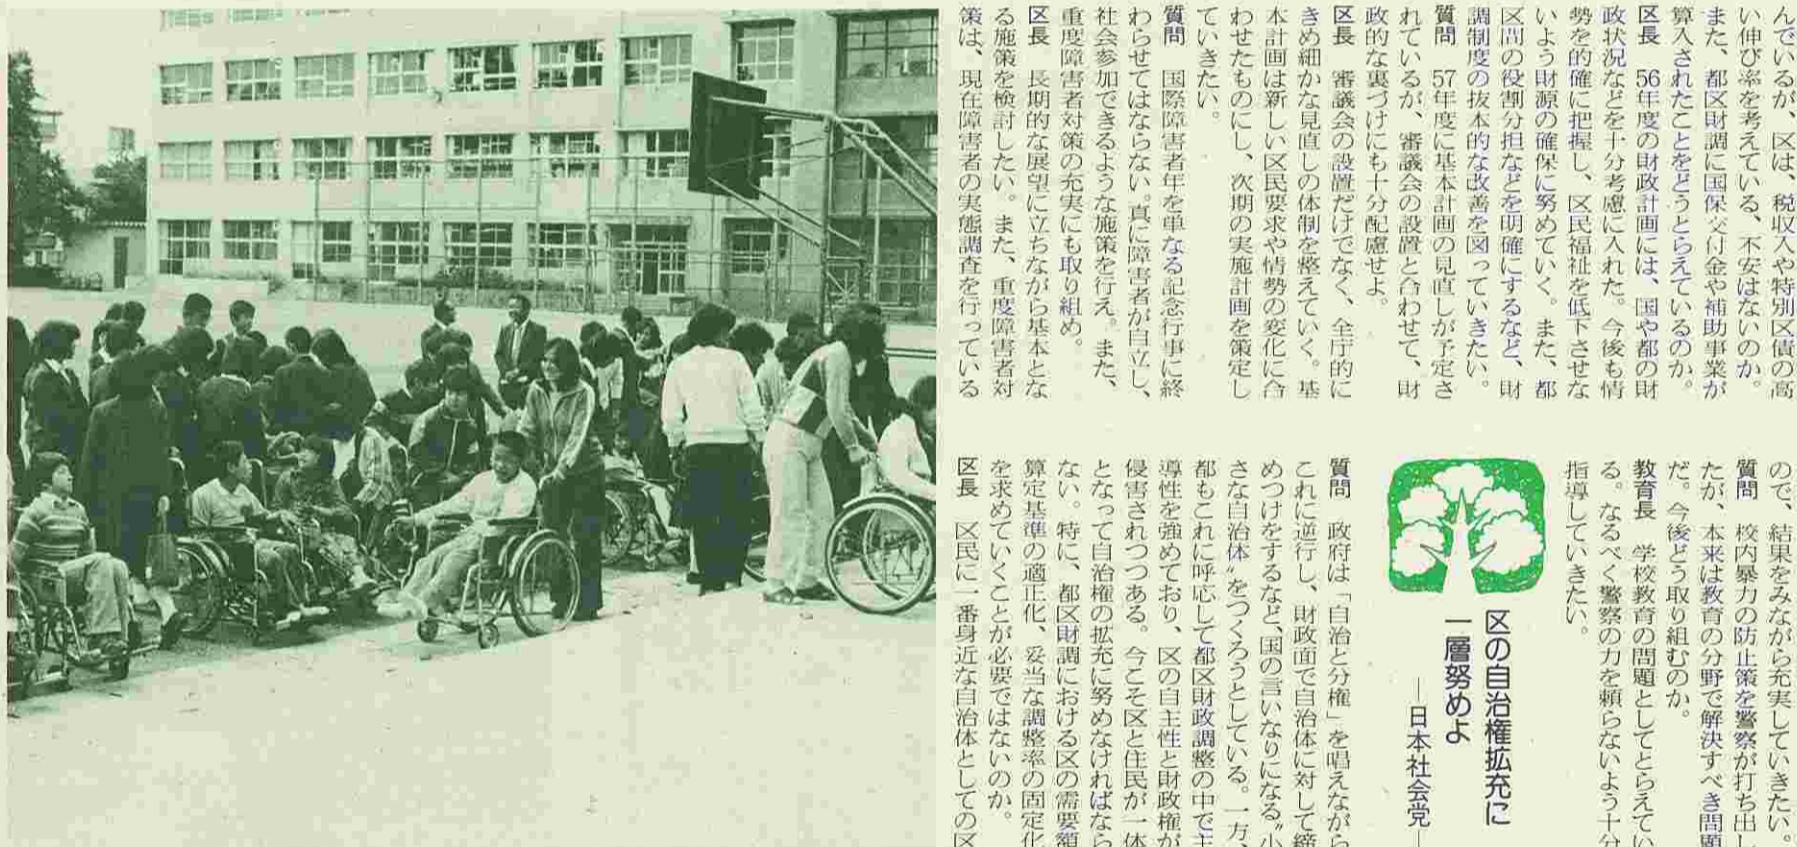 んでいるが、区は、税収入や特別区債の高
い伸び率を考えている、不安はないのか。
また、都区財調に国保交付金や補助事業が
算入されたことをどうとらえているのか。
区長　56年度の財政計画には、国や都の財
政状況などを十分考慮に入れた。今後も情
勢を的確に把握し、区民福祉を低下させな
いよう財源の確保に努めていく。また、都
区間の役割分担などを明確にするなど、財
調制度の抜本的な改善を図っていきたい。
質問　57年度に基本計画の見直しが予定さ
れているが、審議会の設置と合わせて、財
政的な裏づけにも十分配慮せよ。
区長　審議会の設置だけでなく、全庁的に
きめ細かな見直しの体制を整えていく。基
本計画は新しい区民要求や情勢の変化に合
わせたものにし、次期の実施計画を策定し
ていきたい。
質問　国際障害者年を単なる記念行事に終
わらせてはならない。真に障害者が自立し、
社会参加できるような施策を行え。また、
重度障害者対策の充実にも取り組め。
区長　長期的な展望に立ちながら基本とな
る施策を検討したい。また、重度障害者対
策は、現在障害者の実態調査を行っている
ので、結果をみながら充実していきたい。
質問　校内暴力の防止策を警察が打ち出し
たが、本来は教育の分野で解決すべき問題
だ。今後どう取り組むのか。
教育長　学校教育の問題としてとらえてい
る。なるべく警察の力を頼らないよう十分
指導していきたい。
区の自治権拡充に
一層努めよ
―日本社会党―
質問　政府は「自治と分権」を唱えながら
これに逆行し、財政面で自治体に対して締
めつけをするなど、国の言いなりになる〝小
さな自治体〟をつくろうとしている。一方、
都もこれに呼応して都区財政調整の中で主
導性を強めており、区の自主性と財政権が
侵害されつつある。今こそ区と住民が一体
となって自治権の拡充に努めなければなら
ない。特に、都区財調における区の需要額
算定基準の適正化、妥当な調整率の固定化
を求めていくことが必要ではないのか。
区長　区民に一番身近な自治体としての区